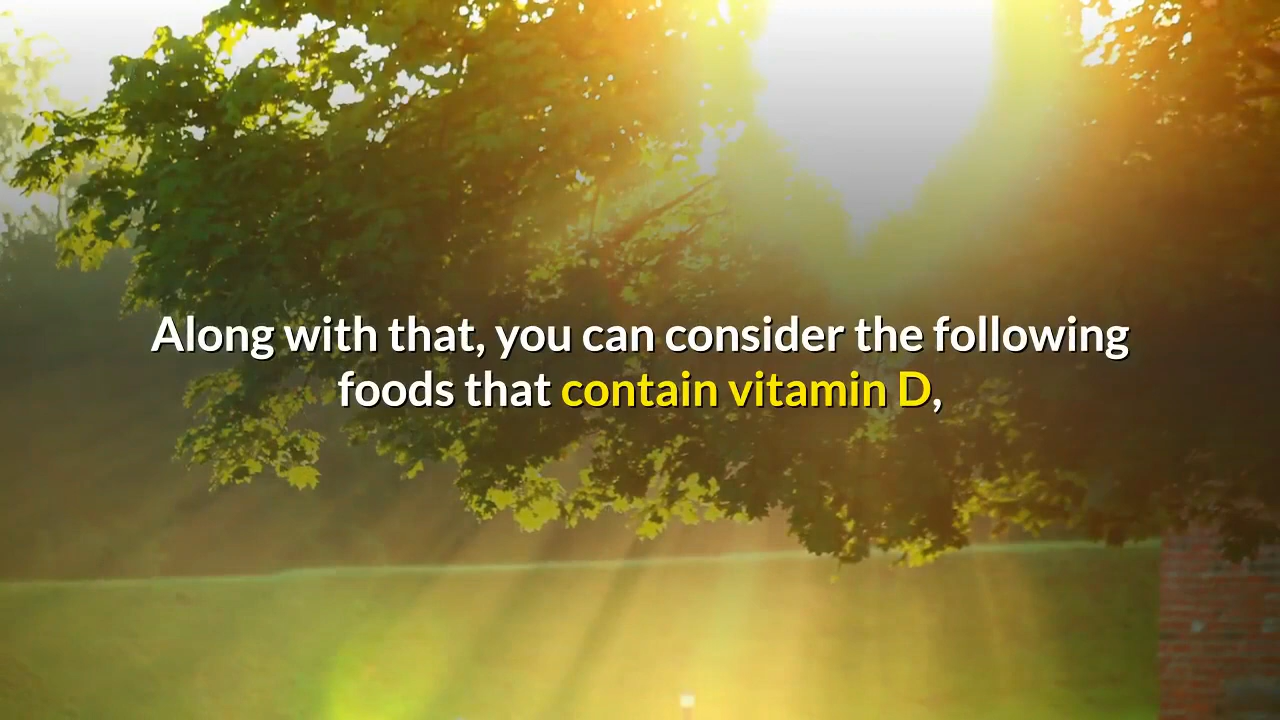 Along with that, you can consider the following
foods that contain vitamin D,